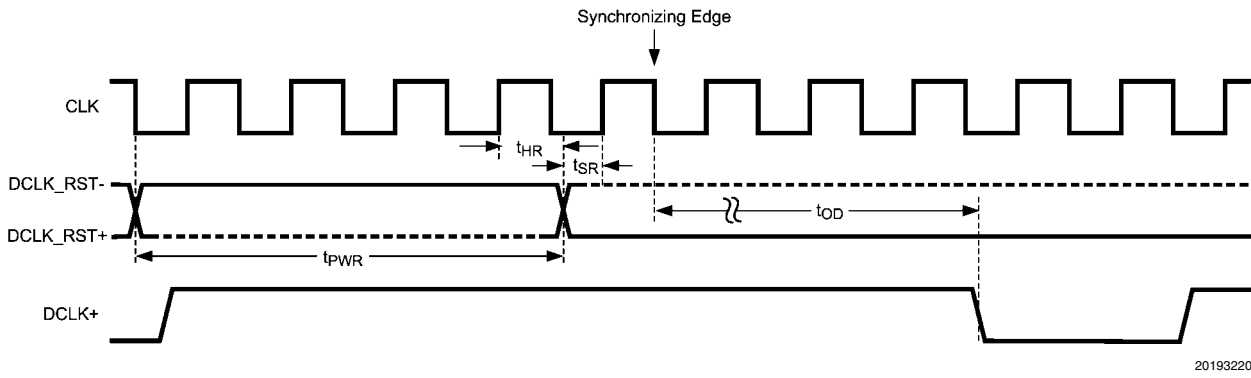 Synchronizing Edge
CLK
tHR
tSR
DCLK_RST-
DCLK_RST+
tOD
tPWR
DCLK+
20193220